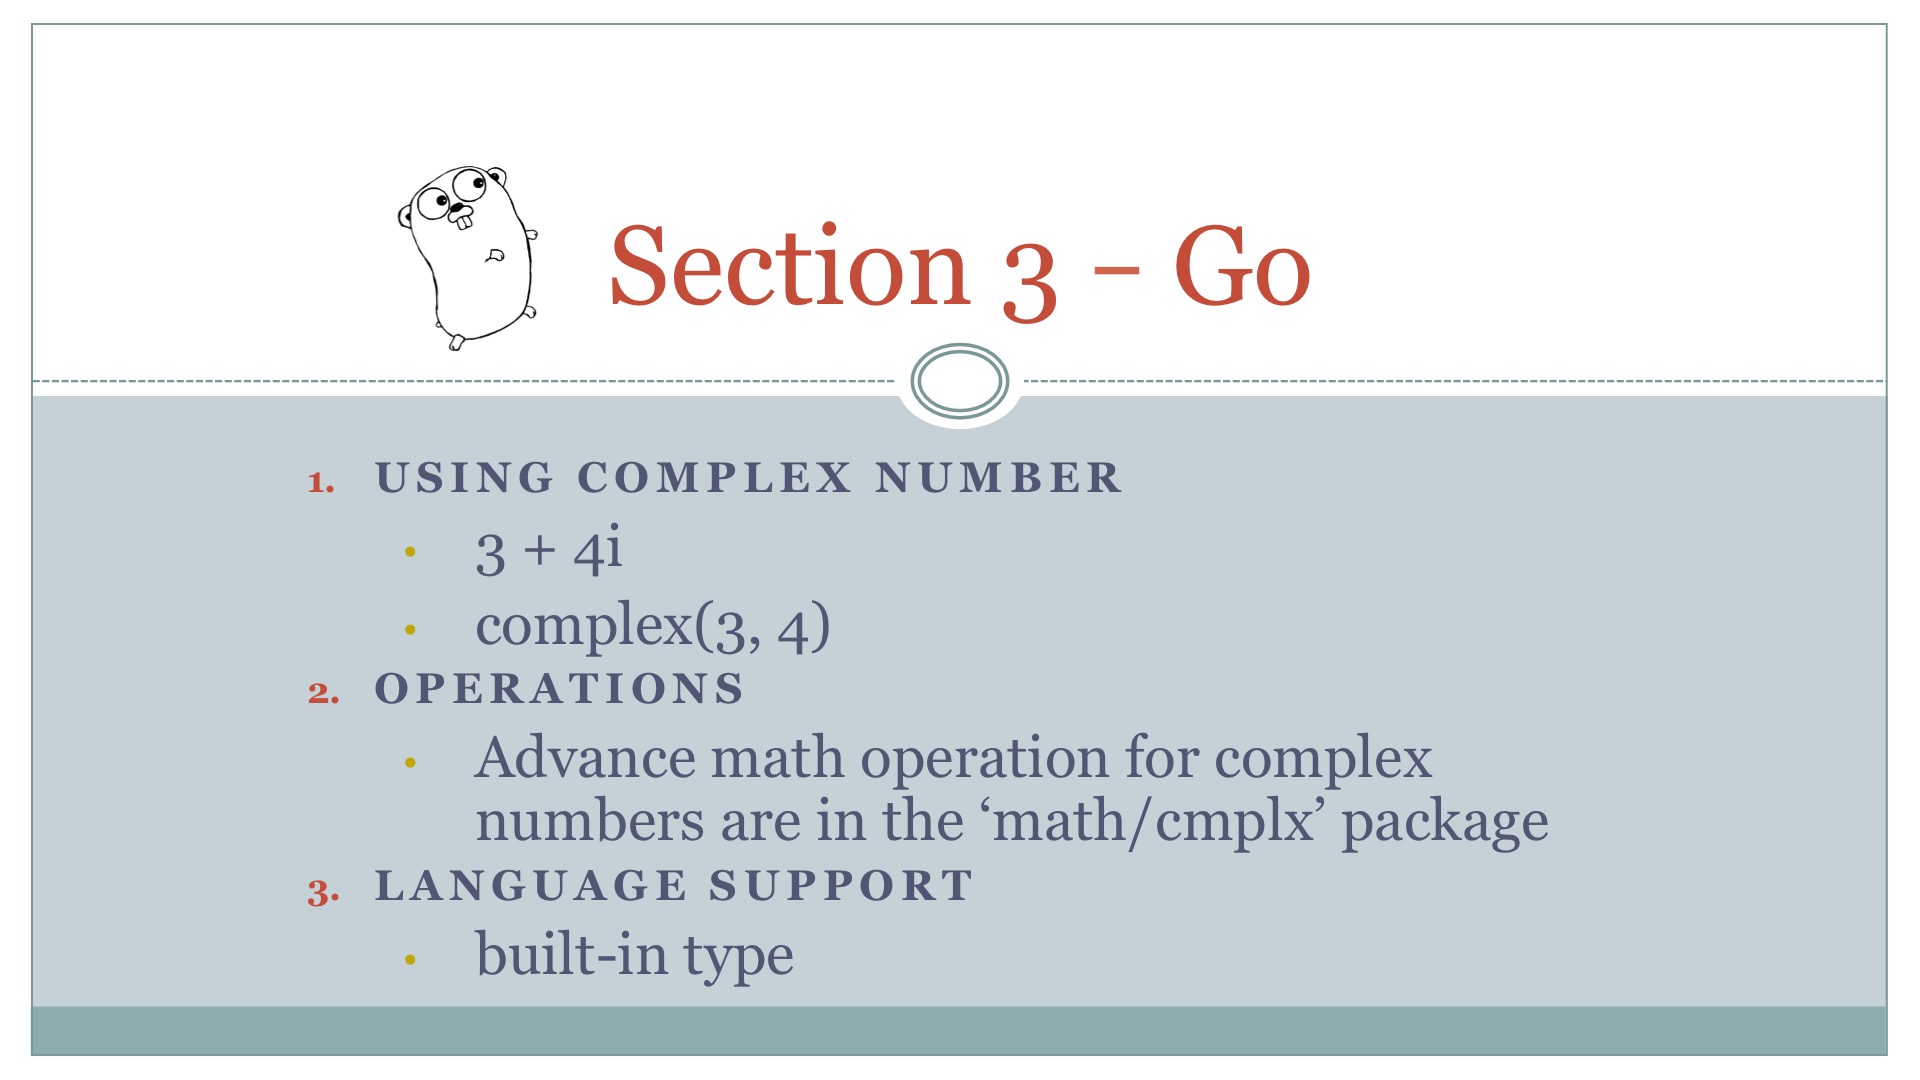 Section 3 – Go
1. USING COMPLEX NUMBER
• 3 + 4i
• complex(3, 4)
2. OPERATIONS
• Advance math operation for complex
numbers are in the ‘math/cmplx’ package
3. LANGUAGE SUPPORT
• built-in type